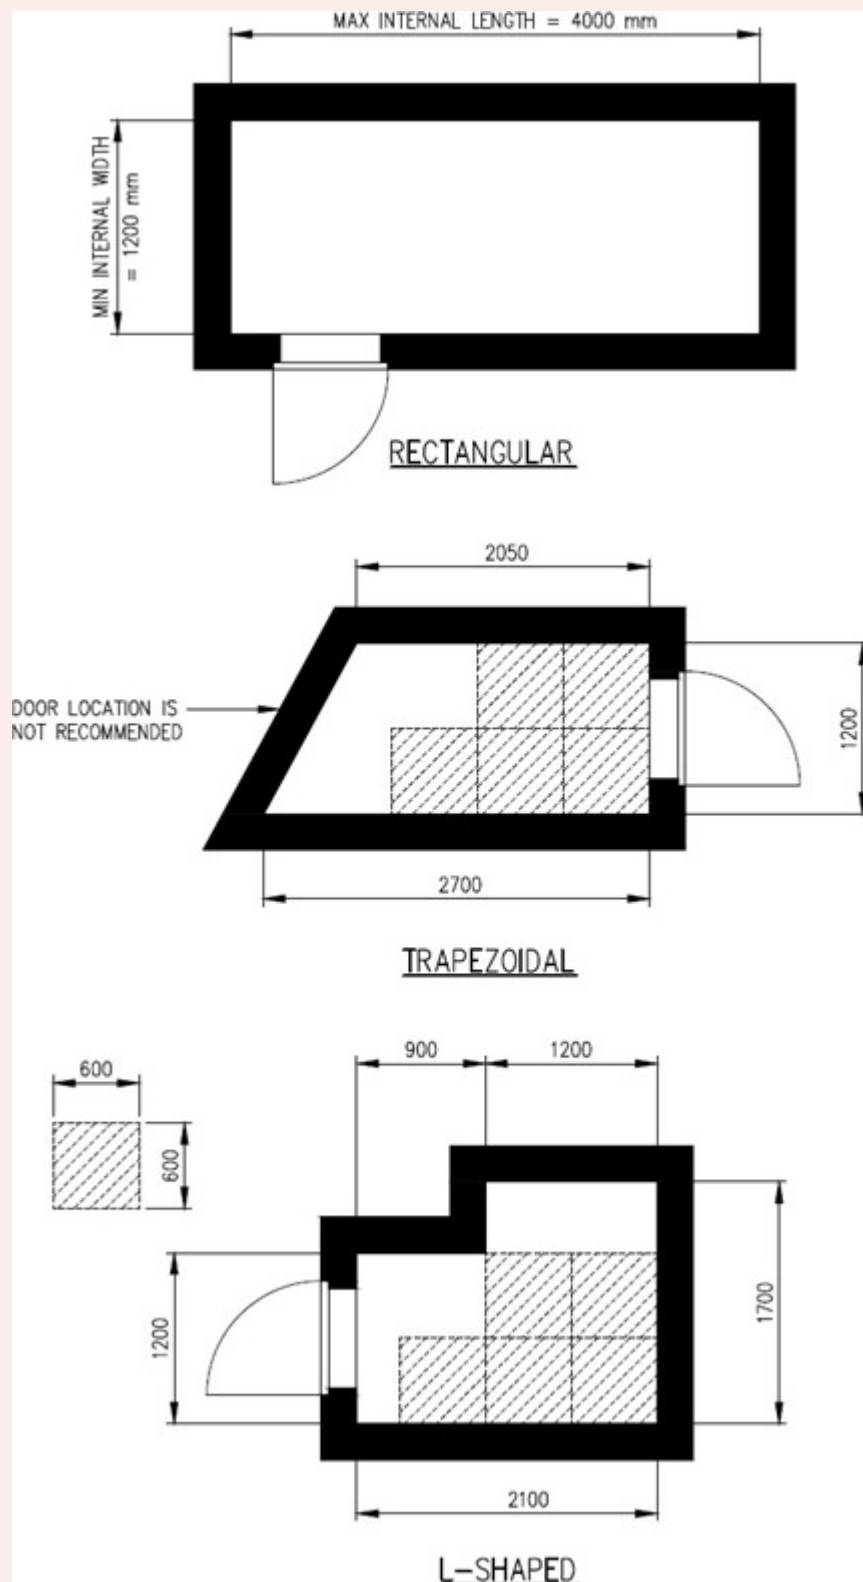 MAX INTERNAL LENGTH = 4000 mm
MIN INTERNAL WIDTH
= 1200 mm
RECTANGULAR
2050
DOOR LOCATION IS
NOT RECOMMENDED
1200
2700
TRAPEZOIDAL
900
1200
600
600
1200
1700
2100
L-SHAPED